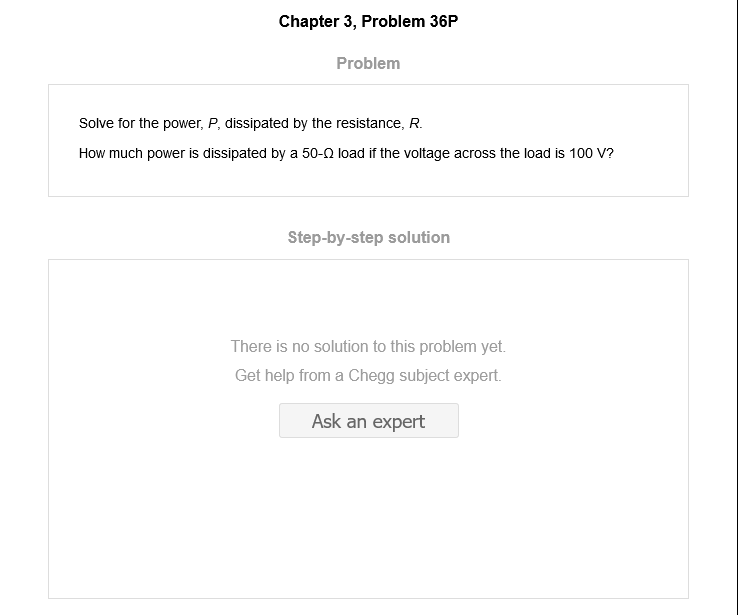 Chapter 3, Problem 36P
Problem
Solve for the power, P, dissipated by the resistance, R.
How much power is dissipated by a 50-Ω load if the voltage across the load is 100 V?
Step-by-step solution
There is no solution to this problem yet.
Get help from a Chegg subject expert.
Ask an expert